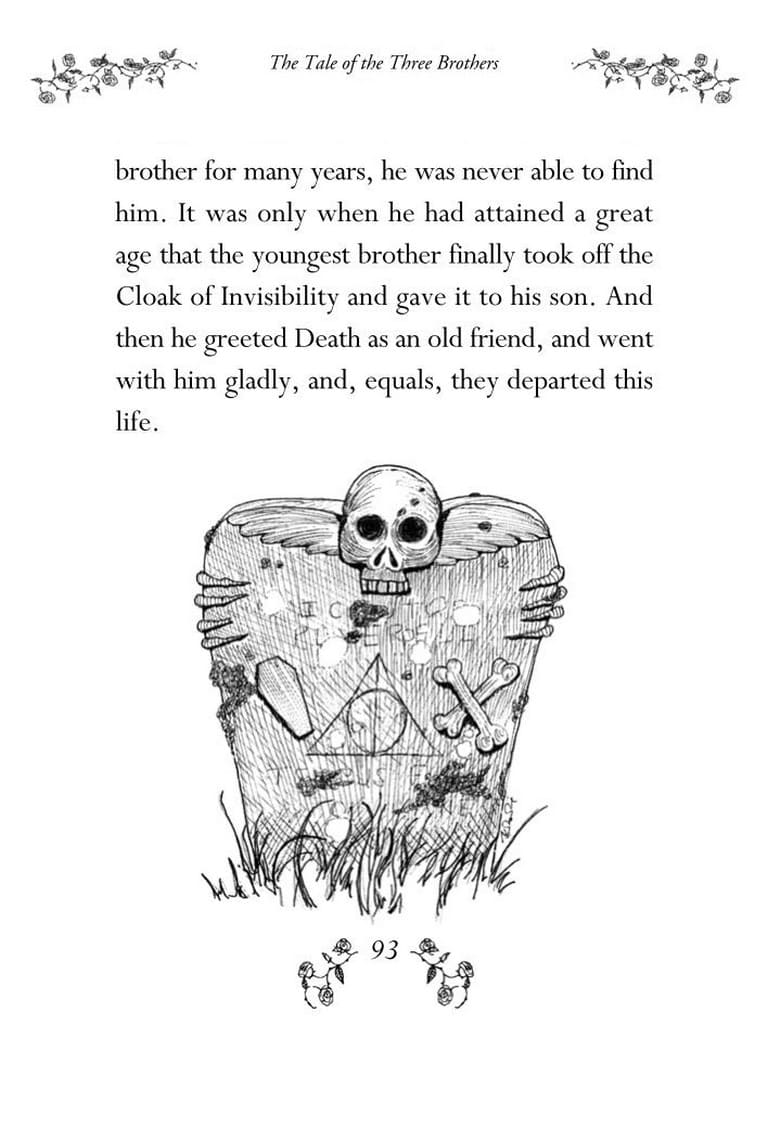 The Tale of the Three Brothers
brother for many years, he was never able to find
him. It was only when he had attained a great
age that the youngest brother finally took off the
Cloak of Invisibility and gave it to his son. And
then he greeted Death as an old friend, and went
with him gladly, and, equals, they departed this
life.
93